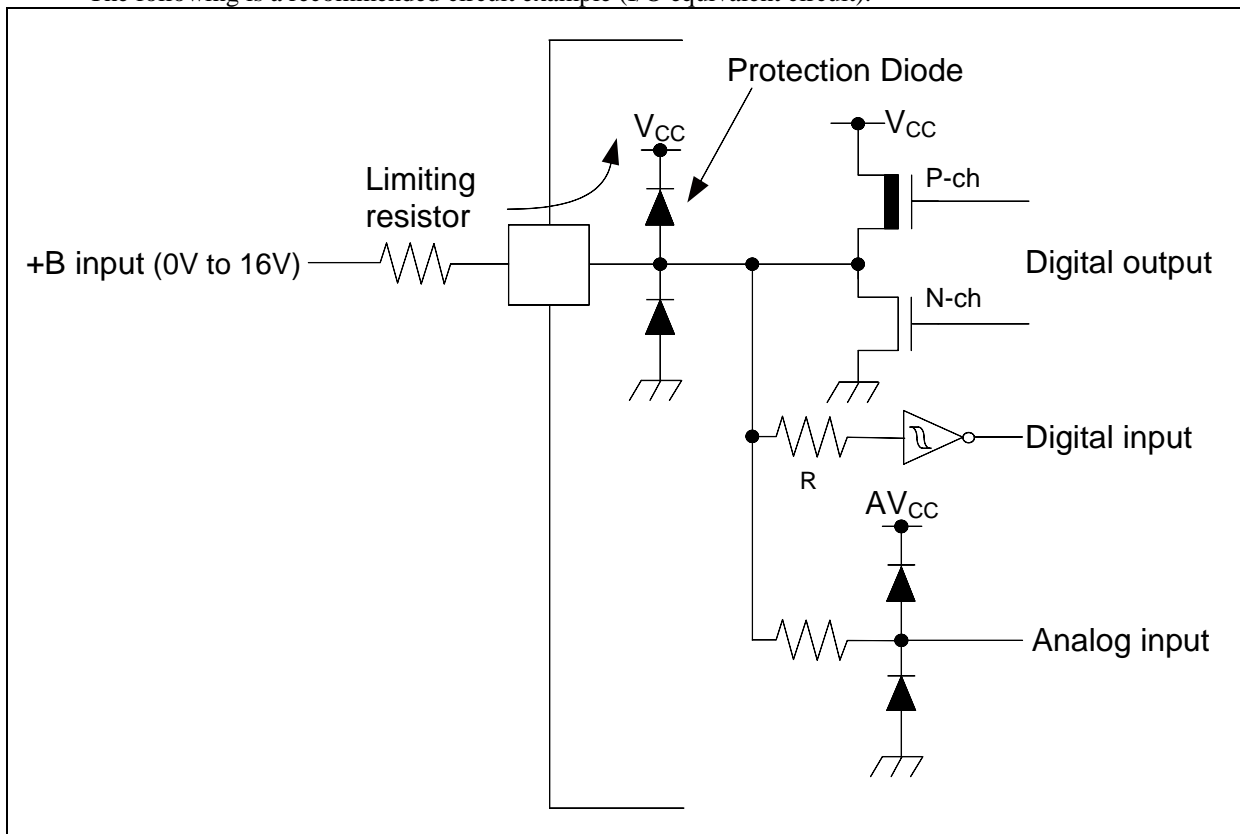 The following is a recommended circuit example (I/O equivalent circuit).
Protection Diode
VCC
VCC
Limiting
resistor
P-ch
+B input (0V to 16V)
Digital output
N-ch
Digital input
R
AVCC
Analog input